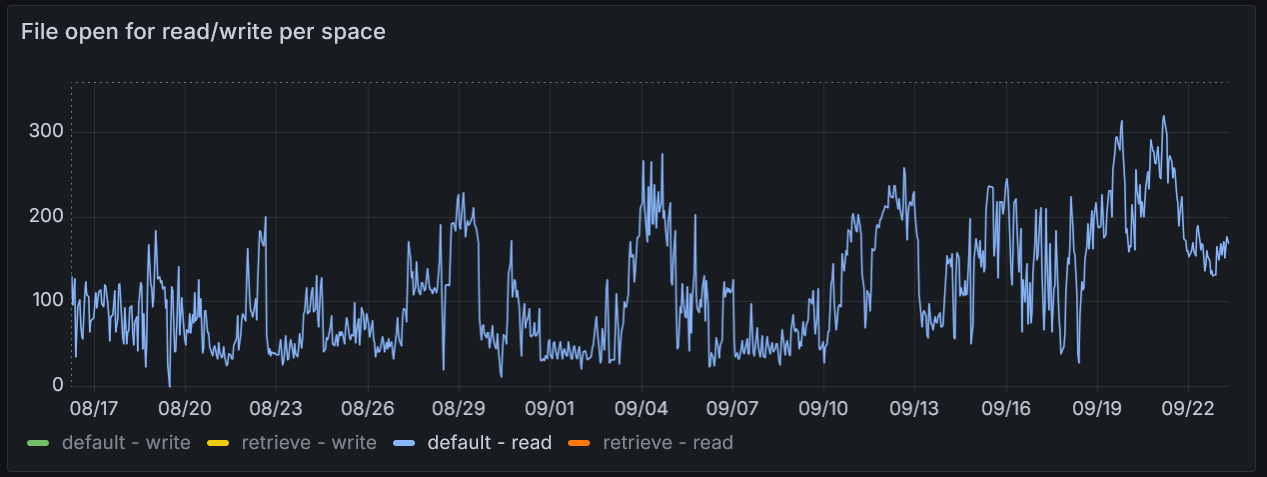 File open for read/write per space
300
200
100
0
08/17 08/20 08/23 08/26 08/29 09/01 09/04 09/07 09/10 09/13 09/16 09/19 09/22
default - write retrieve - write default - read retrieve - read